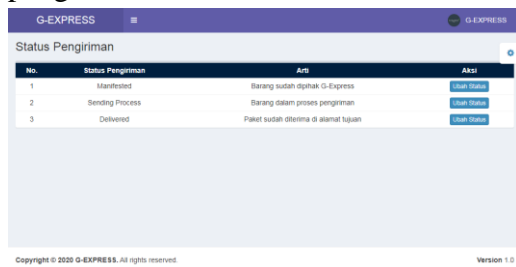 G-EXPRESS
G-EXPRESS
Status Pengiriman
No. Status Pengiriman Arti Aksi
1 Manifested Barang sudah dipihak G-Express Ubah Status
2 Sending Process Barang dalam proses pengiriman Ubah Status
3 Delivered Paket sudah diterima di alamat tujuan Ubah Status
Copyright © 2020 G-EXPRESS. All rights reserved. Version 1.0